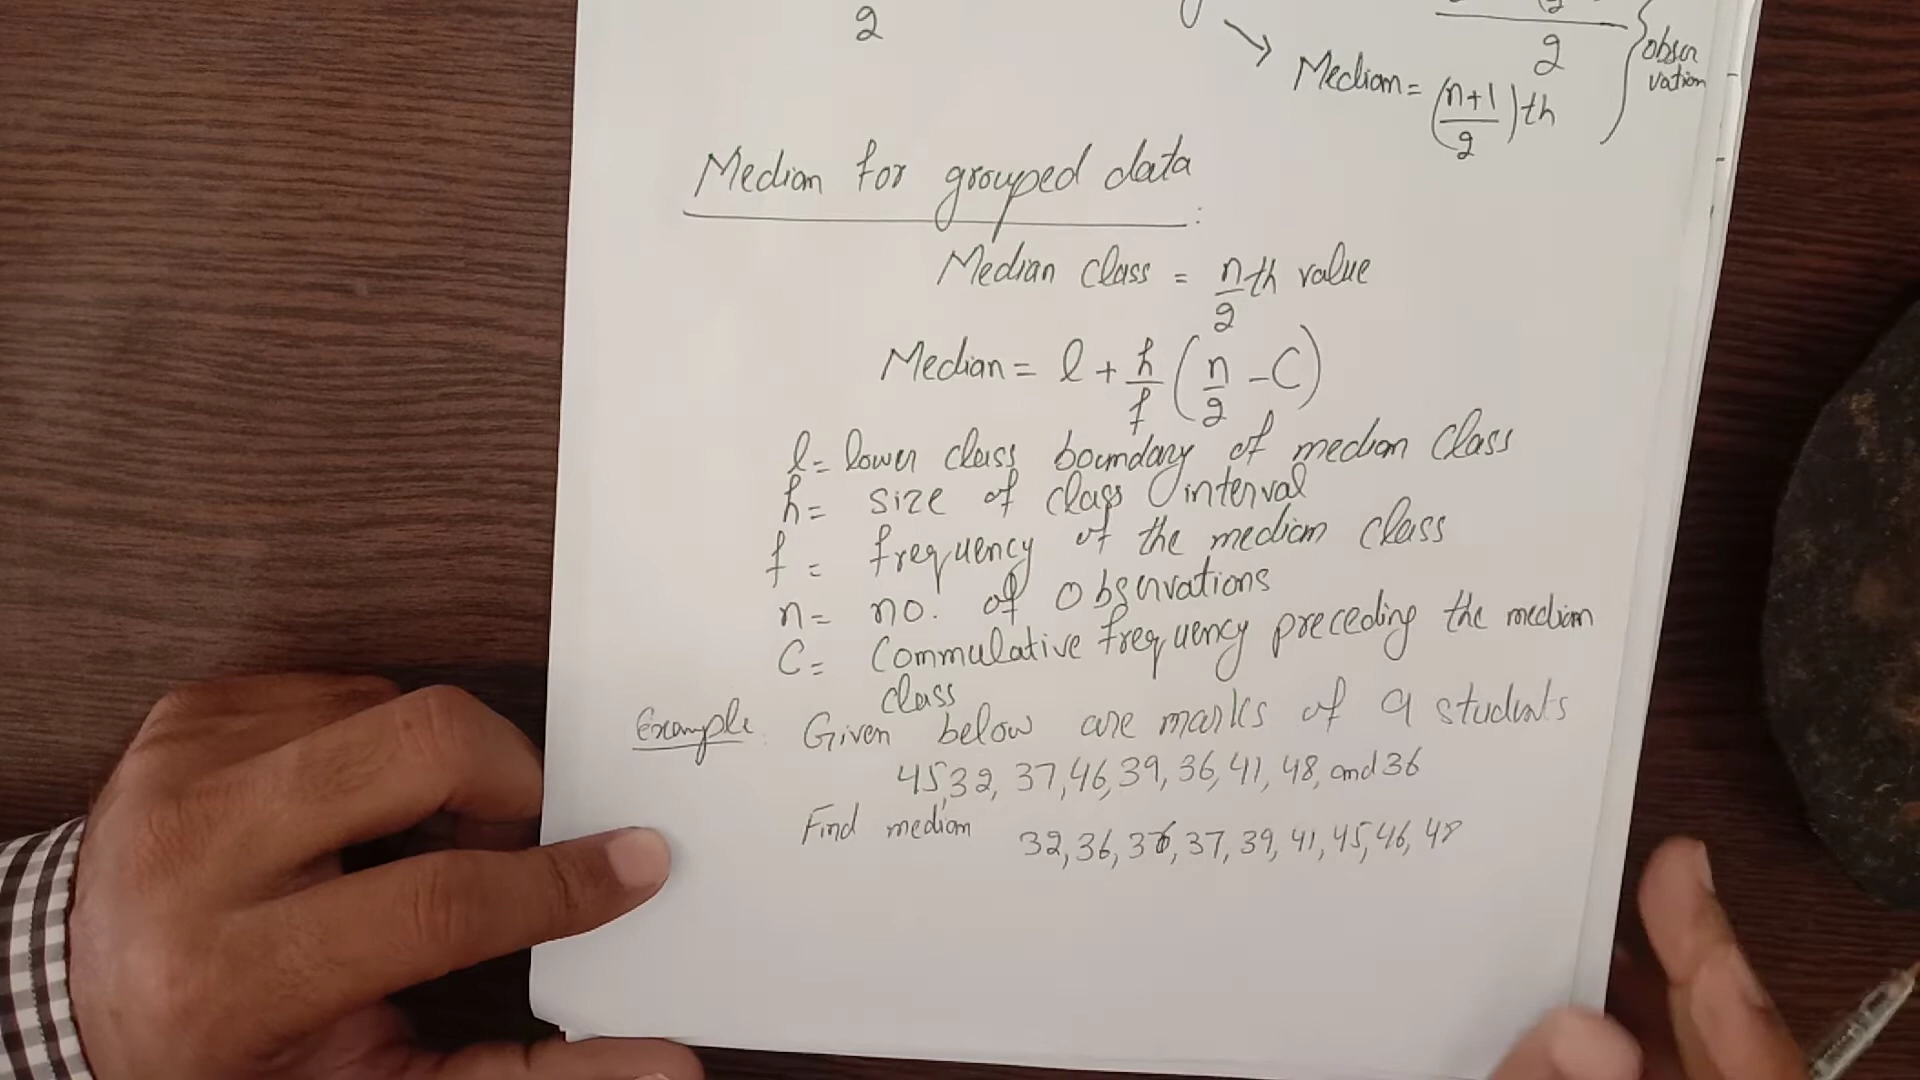 2
2
Median = (n+1/2)th
observation
Median for grouped data :
Median class = n/2 th value
Median = l + h/f (n/2 - C)
l = lower class boundary of median class
h = size of class interval
f = frequency of the median class
n = no. of observations
C = Commulative frequency preceding the median
class
Example: Given below are marks of 9 students
45, 32, 37, 46, 39, 36, 41, 48, and 36
Find median 32, 36, 36, 37, 39, 41, 45, 46, 48